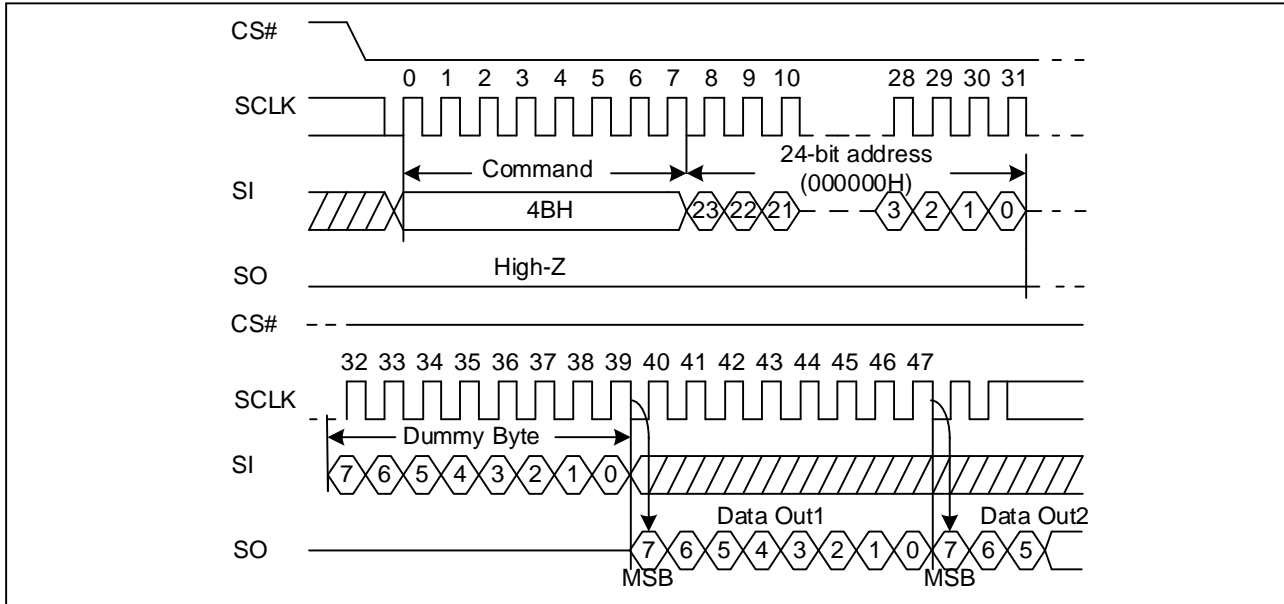 CS#
0 1 2 3 4 5 6 7 8 9 10 28 29 30 31
SCLK
Command
24-bit address
(000000H)
SI
4BH
23 22 21 3 2 1 0
High-Z
SO
CS#
32 33 34 35 36 37 38 39 40 41 42 43 44 45 46 47
SCLK
Dummy Byte
SI
7 6 5 4 3 2 1 0
Data Out1 Data Out2
SO
7 6 5 4 3 2 1 0 7 6 5
MSB MSB